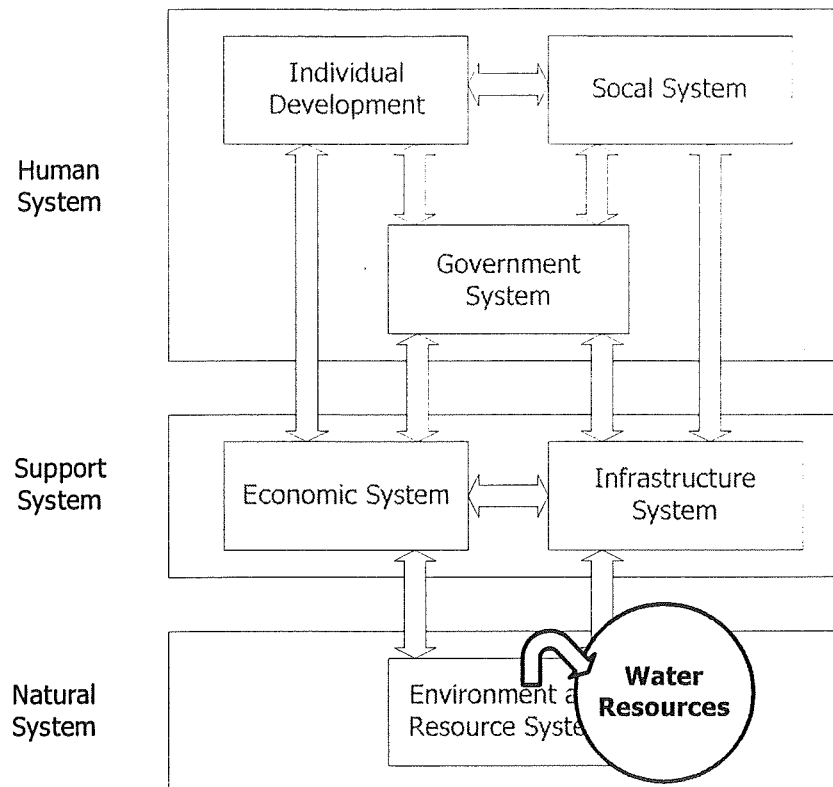 Individual
Development
Socal System
Human
System
Government
System
Support
System
Economic System
Infrastructure
System
Natural
System
Environment a
Resource Syste
Water
Resources